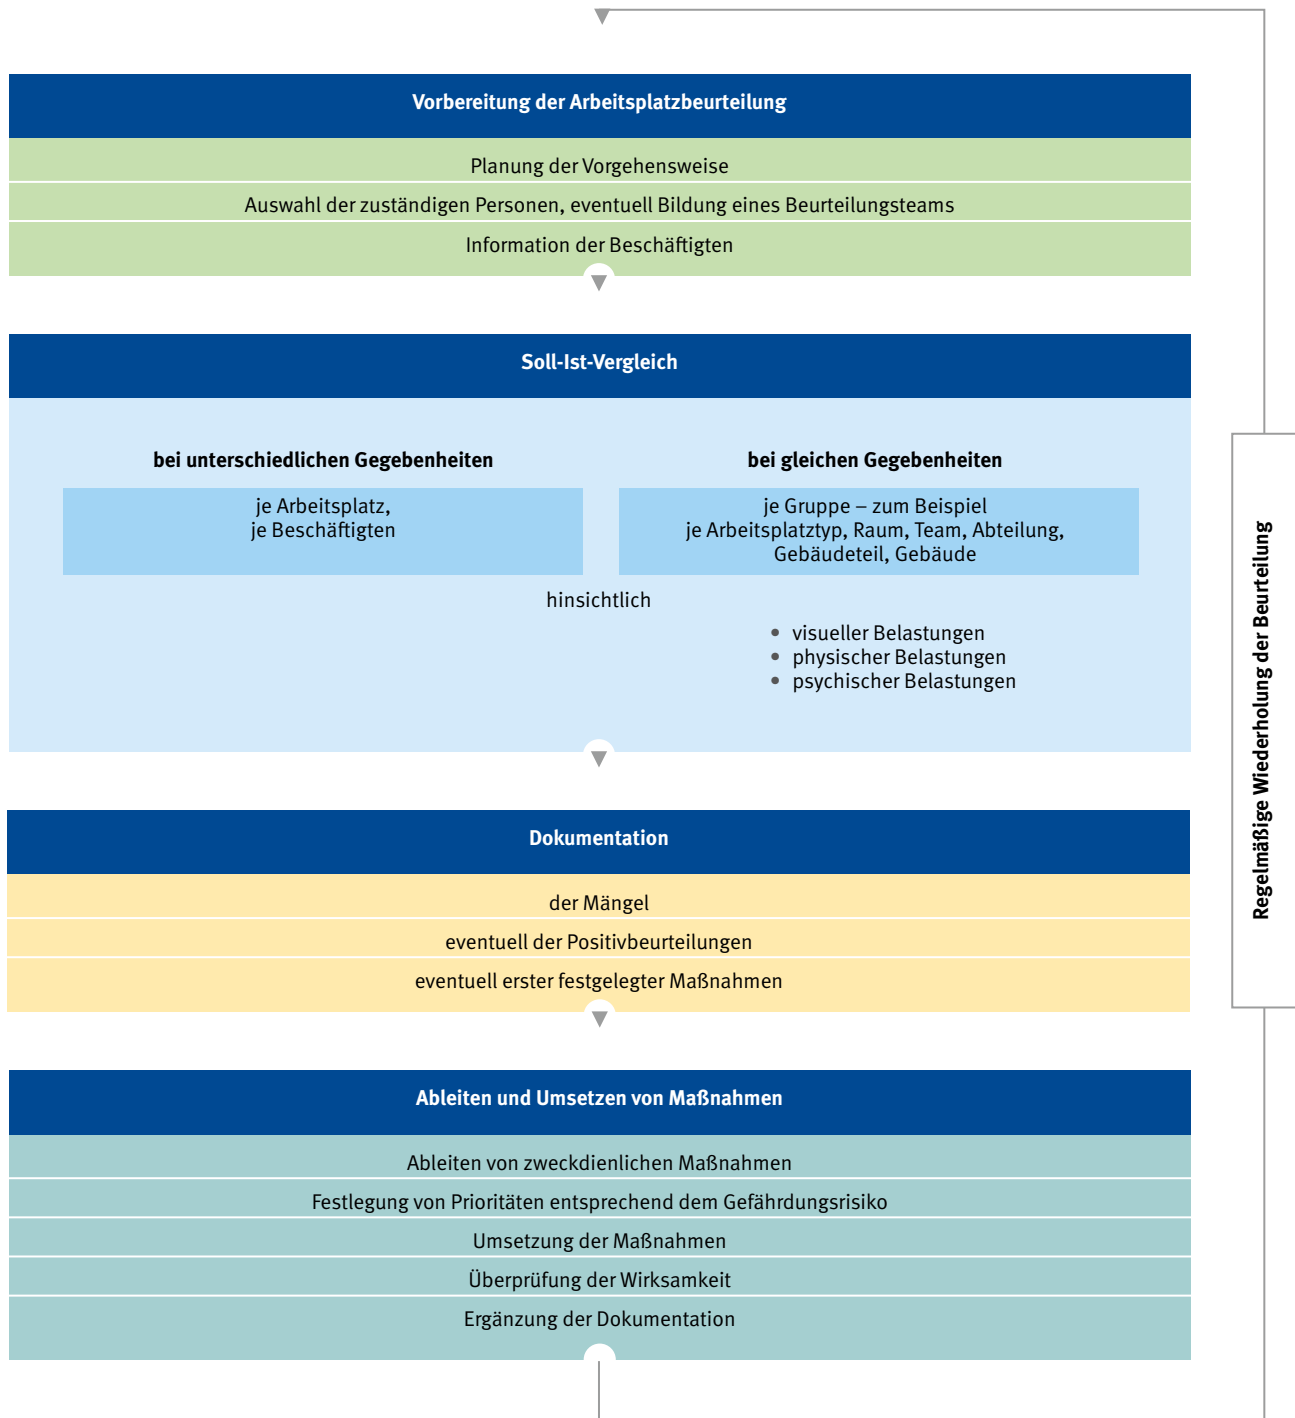 Vorbereitung der Arbeitsplatzbeurteilung
Planung der Vorgehensweise
Auswahl der zuständigen Personen, eventuell Bildung eines Beurteilungsteams
Information der Beschäftigten
Soll-Ist-Vergleich
bei unterschiedlichen Gegebenheiten
je Arbeitsplatz,
je Beschäftigten
bei gleichen Gegebenheiten
je Gruppe – zum Beispiel
je Arbeitsplatztyp, Raum, Team, Abteilung,
Gebäudeteil, Gebäude
hinsichtlich
• visueller Belastungen
• physischer Belastungen
• psychischer Belastungen
Dokumentation
der Mängel
eventuell der Positivbeurteilungen
eventuell erster festgelegter Maßnahmen
Ableiten und Umsetzen von Maßnahmen
Ableiten von zweckdienlichen Maßnahmen
Festlegung von Prioritäten entsprechend dem Gefährdungsrisiko
Umsetzung der Maßnahmen
Überprüfung der Wirksamkeit
Ergänzung der Dokumentation
Regelmäßige Wiederholung der Beurteilung